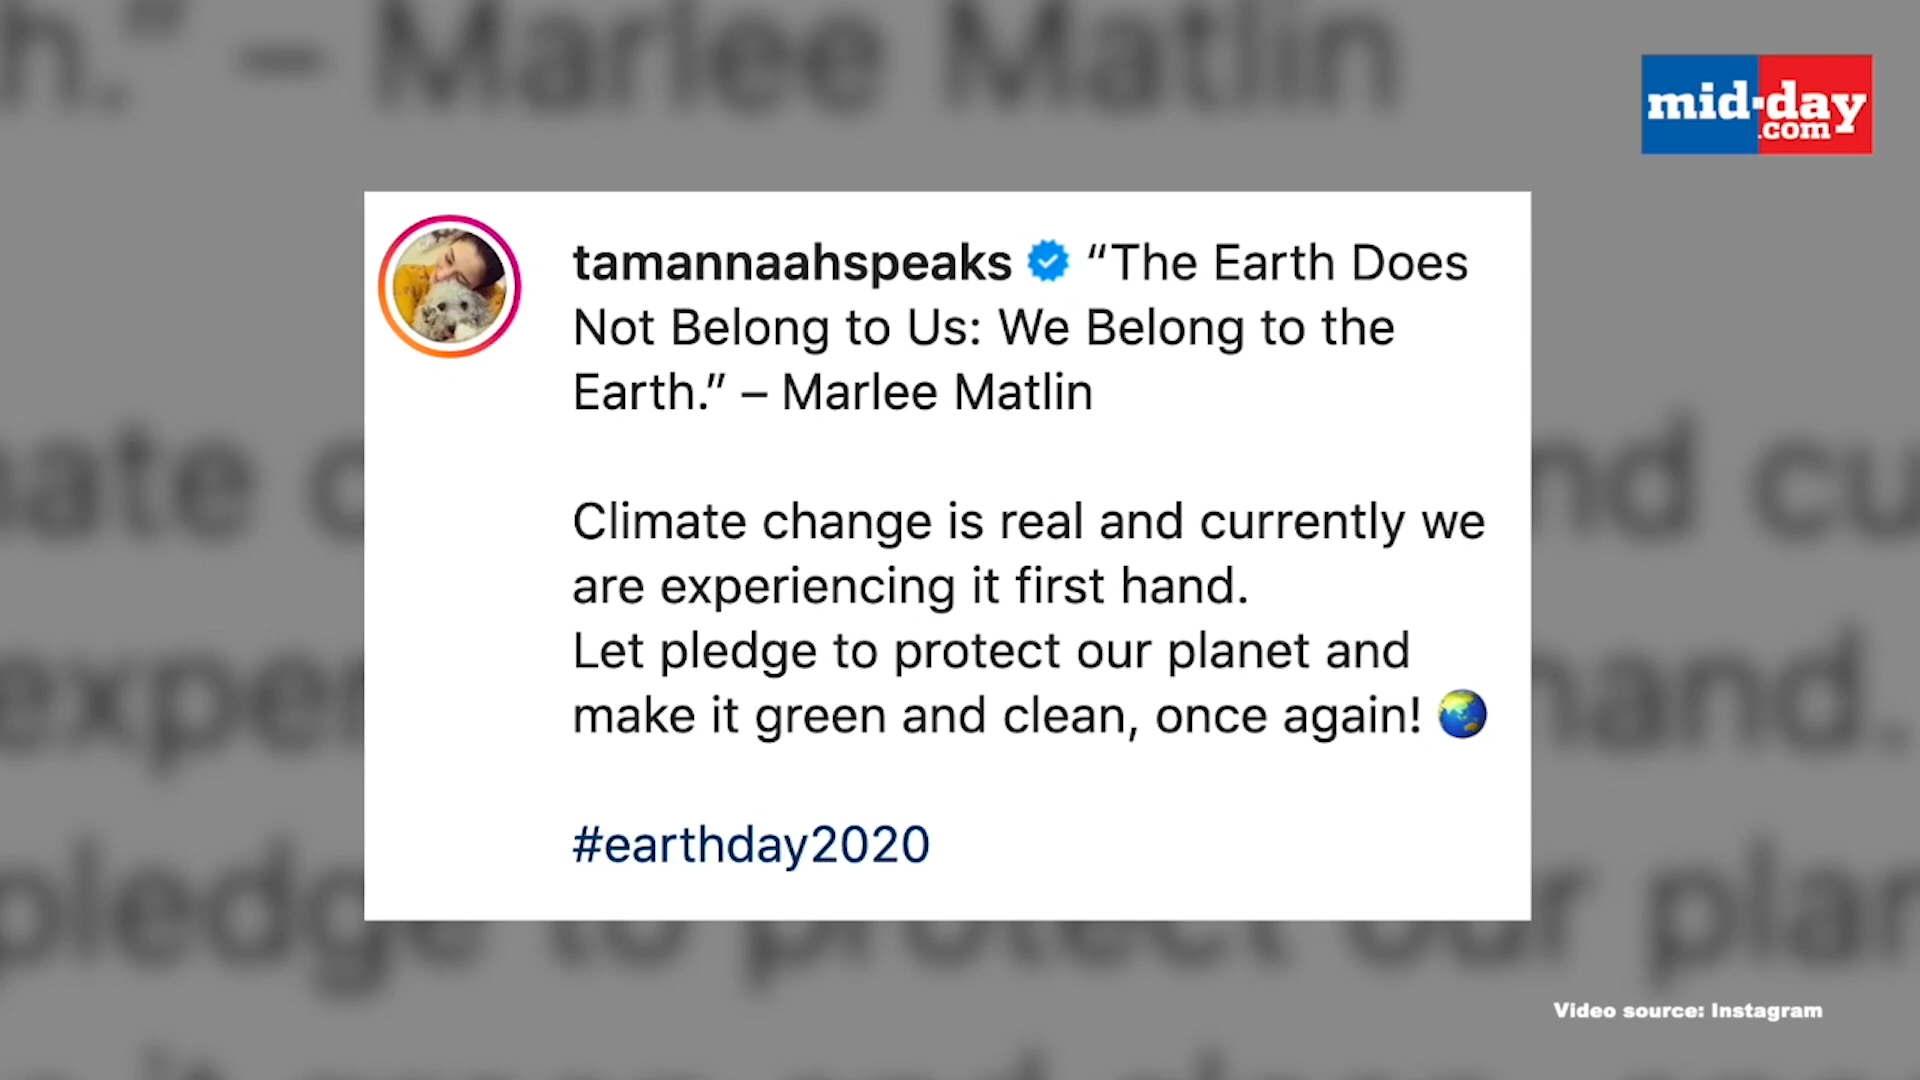 mid-day
.com
tamannaahspeaks “The Earth Does
Not Belong to Us: We Belong to the
Earth.” – Marlee Matlin
Climate change is real and currently we
are experiencing it first hand.
Let pledge to protect our planet and
make it green and clean, once again! 🌏
#earthday2020
Video source: Instagram